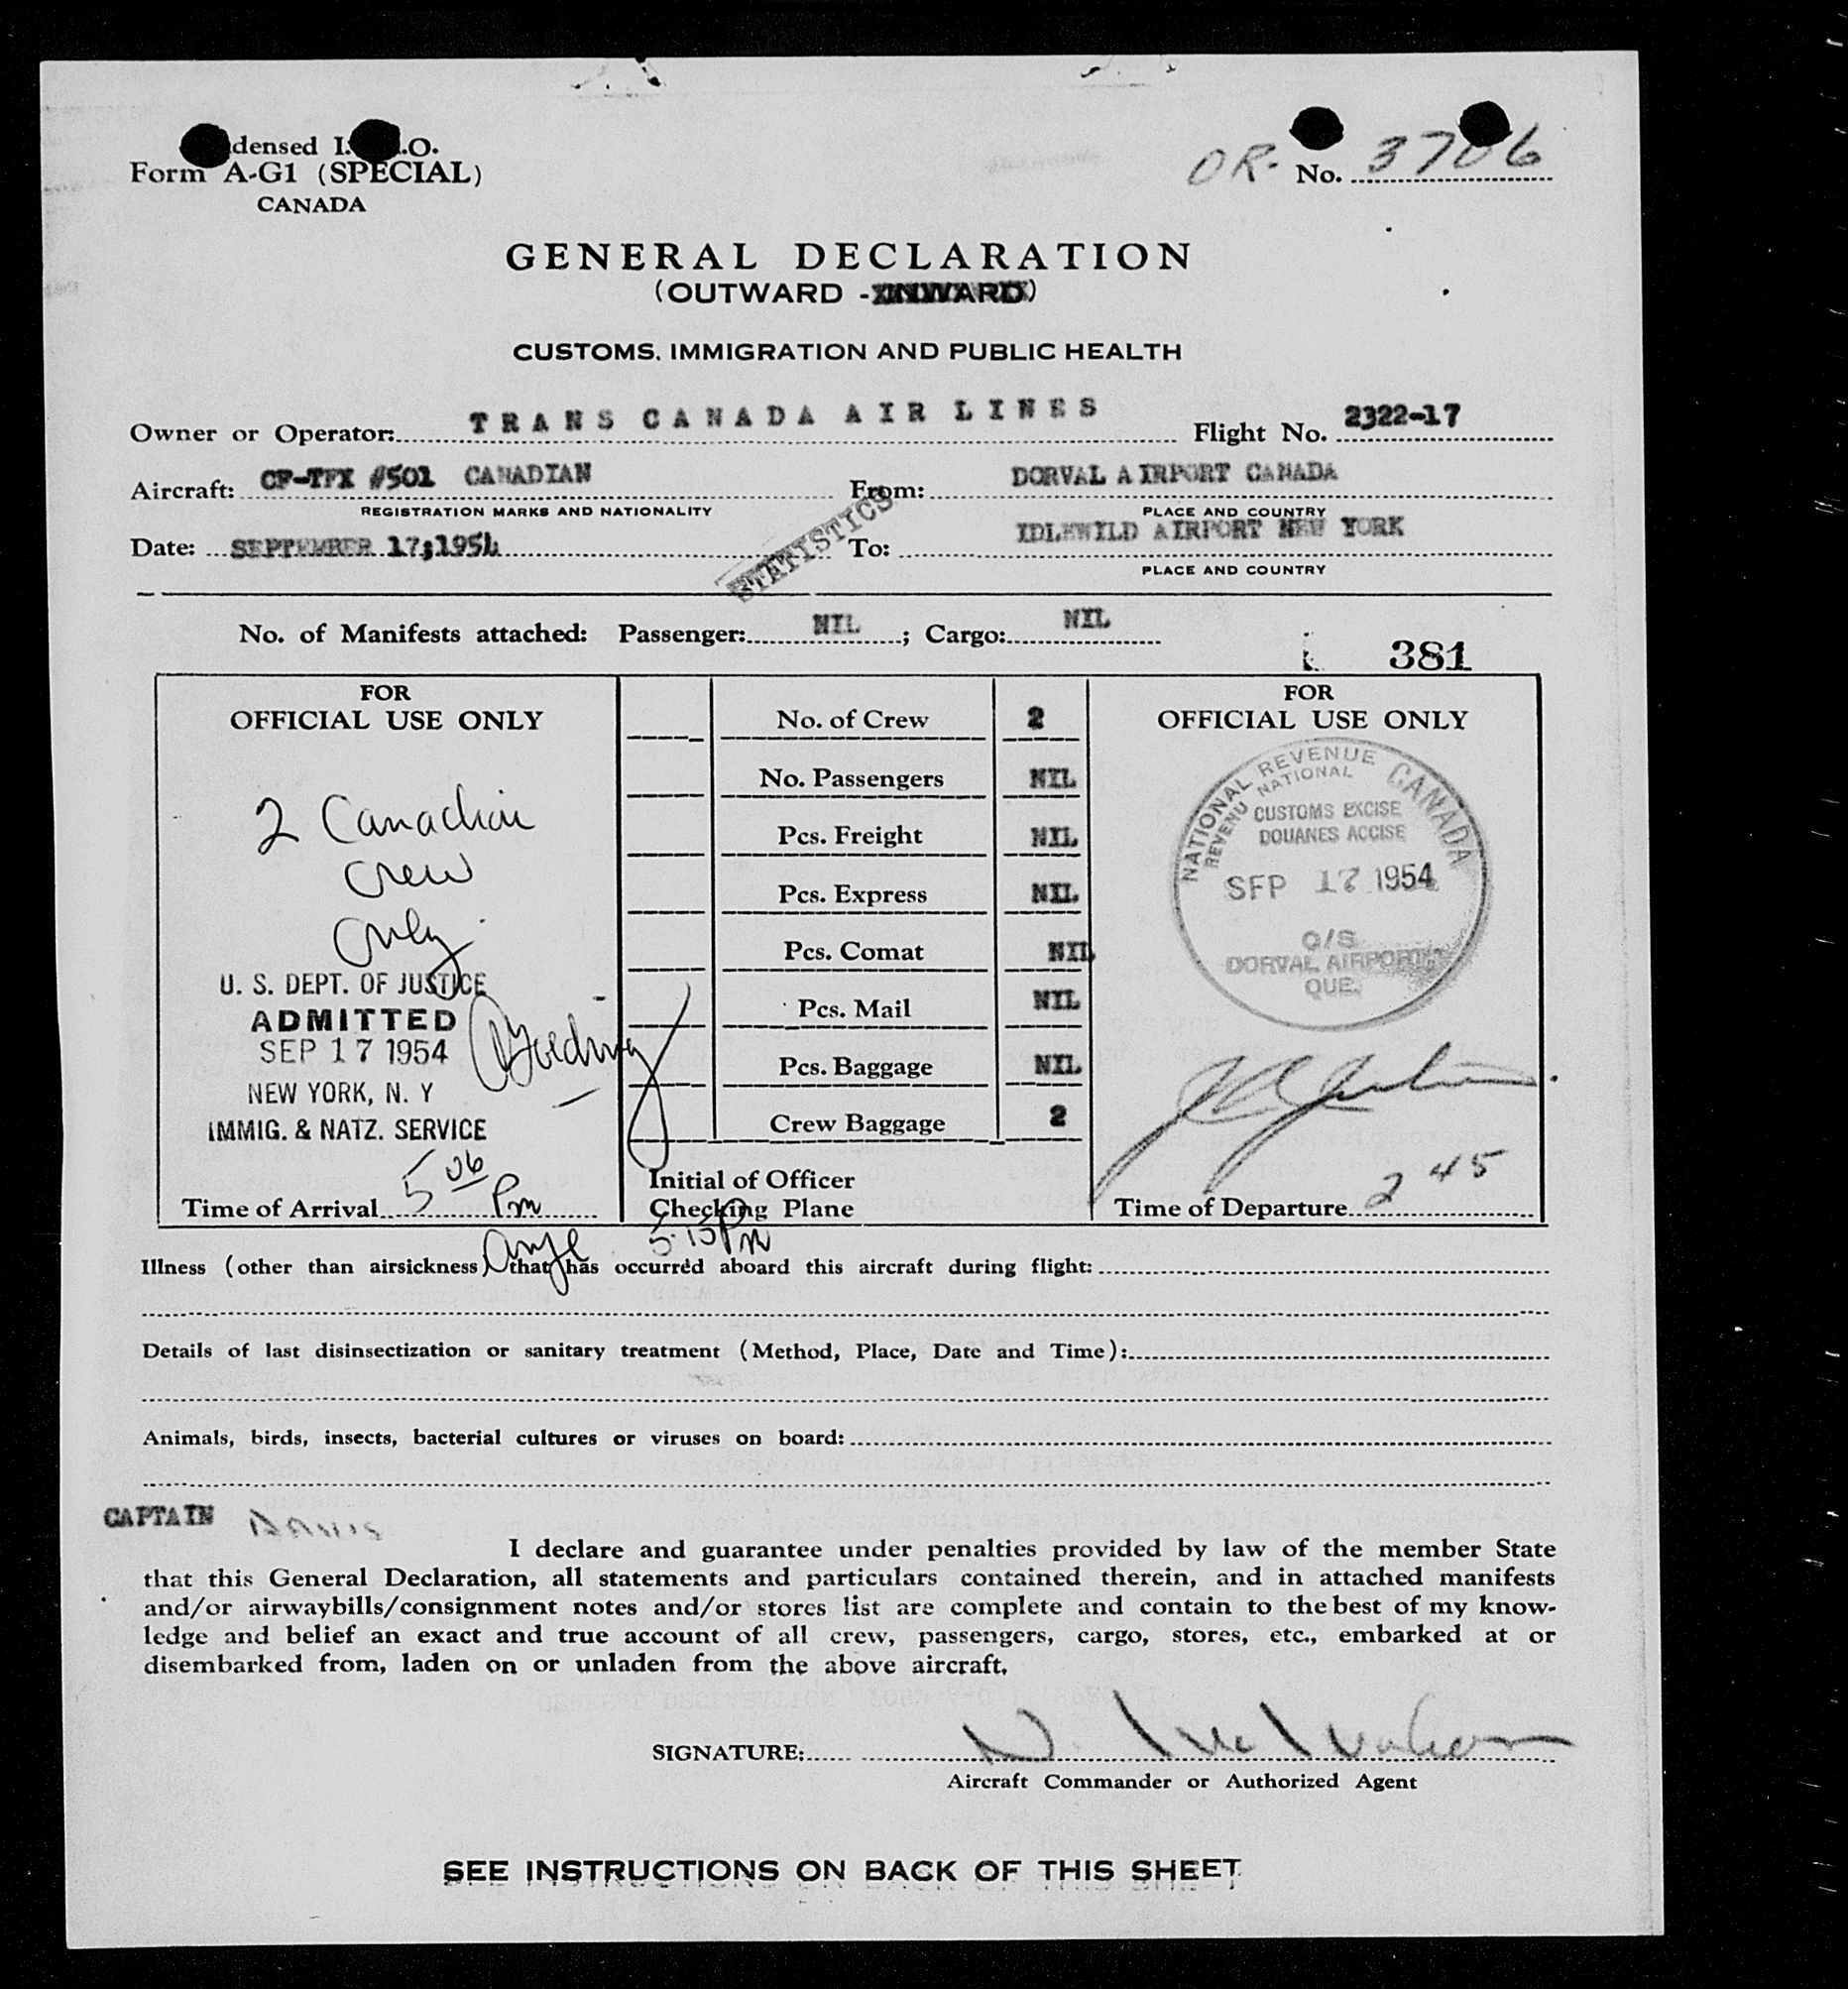 densed I. .O.
Form A-G1 (SPECIAL)
CANADA
OR. No. 3706
GENERAL DECLARATION
(OUTWARD - INWARD)
CUSTOMS, IMMIGRATION AND PUBLIC HEALTH
Owner or Operator: TRANS CANADA AIR LINES Flight No. 2322-17
Aircraft: CF-TFX #501 CANADIAN From: DORVAL AIRPORT CANADA
REGISTRATION MARKS AND NATIONALITY PLACE AND COUNTRY
STATISTICS
Date: SEPTEMBER 17;1954 To: IDLEWILD AIRPORT NEW YORK
PLACE AND COUNTRY
No. of Manifests attached: Passenger: NIL ; Cargo: NIL
381
FOR
OFFICIAL USE ONLY
2 Canadian
crew
only
U. S. DEPT. OF JUSTICE
ADMITTED
SEP 17 1954
NEW YORK, N. Y
IMMIG. & NATZ. SERVICE
Time of Arrival 5 06 Pm
No. of Crew 2
No. Passengers NIL
Pcs. Freight NIL
Pcs. Express NIL
Pcs. Comat NIL
Pcs. Mail NIL
Pcs. Baggage NIL
Crew Baggage 2
Initial of Officer
Checking Plane
5.15 Pm
FOR
OFFICIAL USE ONLY
NATIONAL REVENUE CANADA
REVENU NATIONAL
CUSTOMS EXCISE
DOUANES ACCISE
SEP 17 1954
O/S
DORVAL AIRPORT
QUE.
Time of Departure 2 45
Illness (other than airsickness) that has occurred aboard this aircraft during flight:
Details of last disinsectization or sanitary treatment (Method, Place, Date and Time):
Animals, birds, insects, bacterial cultures or viruses on board:
CAPTAIN DAVIS
I declare and guarantee under penalties provided by law of the member State
that this General Declaration, all statements and particulars contained therein, and in attached manifests
and/or airwaybills/consignment notes and/or stores list are complete and contain to the best of my know-
ledge and belief an exact and true account of all crew, passengers, cargo, stores, etc., embarked at or
disembarked from, laden on or unladen from the above aircraft.
SIGNATURE:
Aircraft Commander or Authorized Agent
SEE INSTRUCTIONS ON BACK OF THIS SHEET